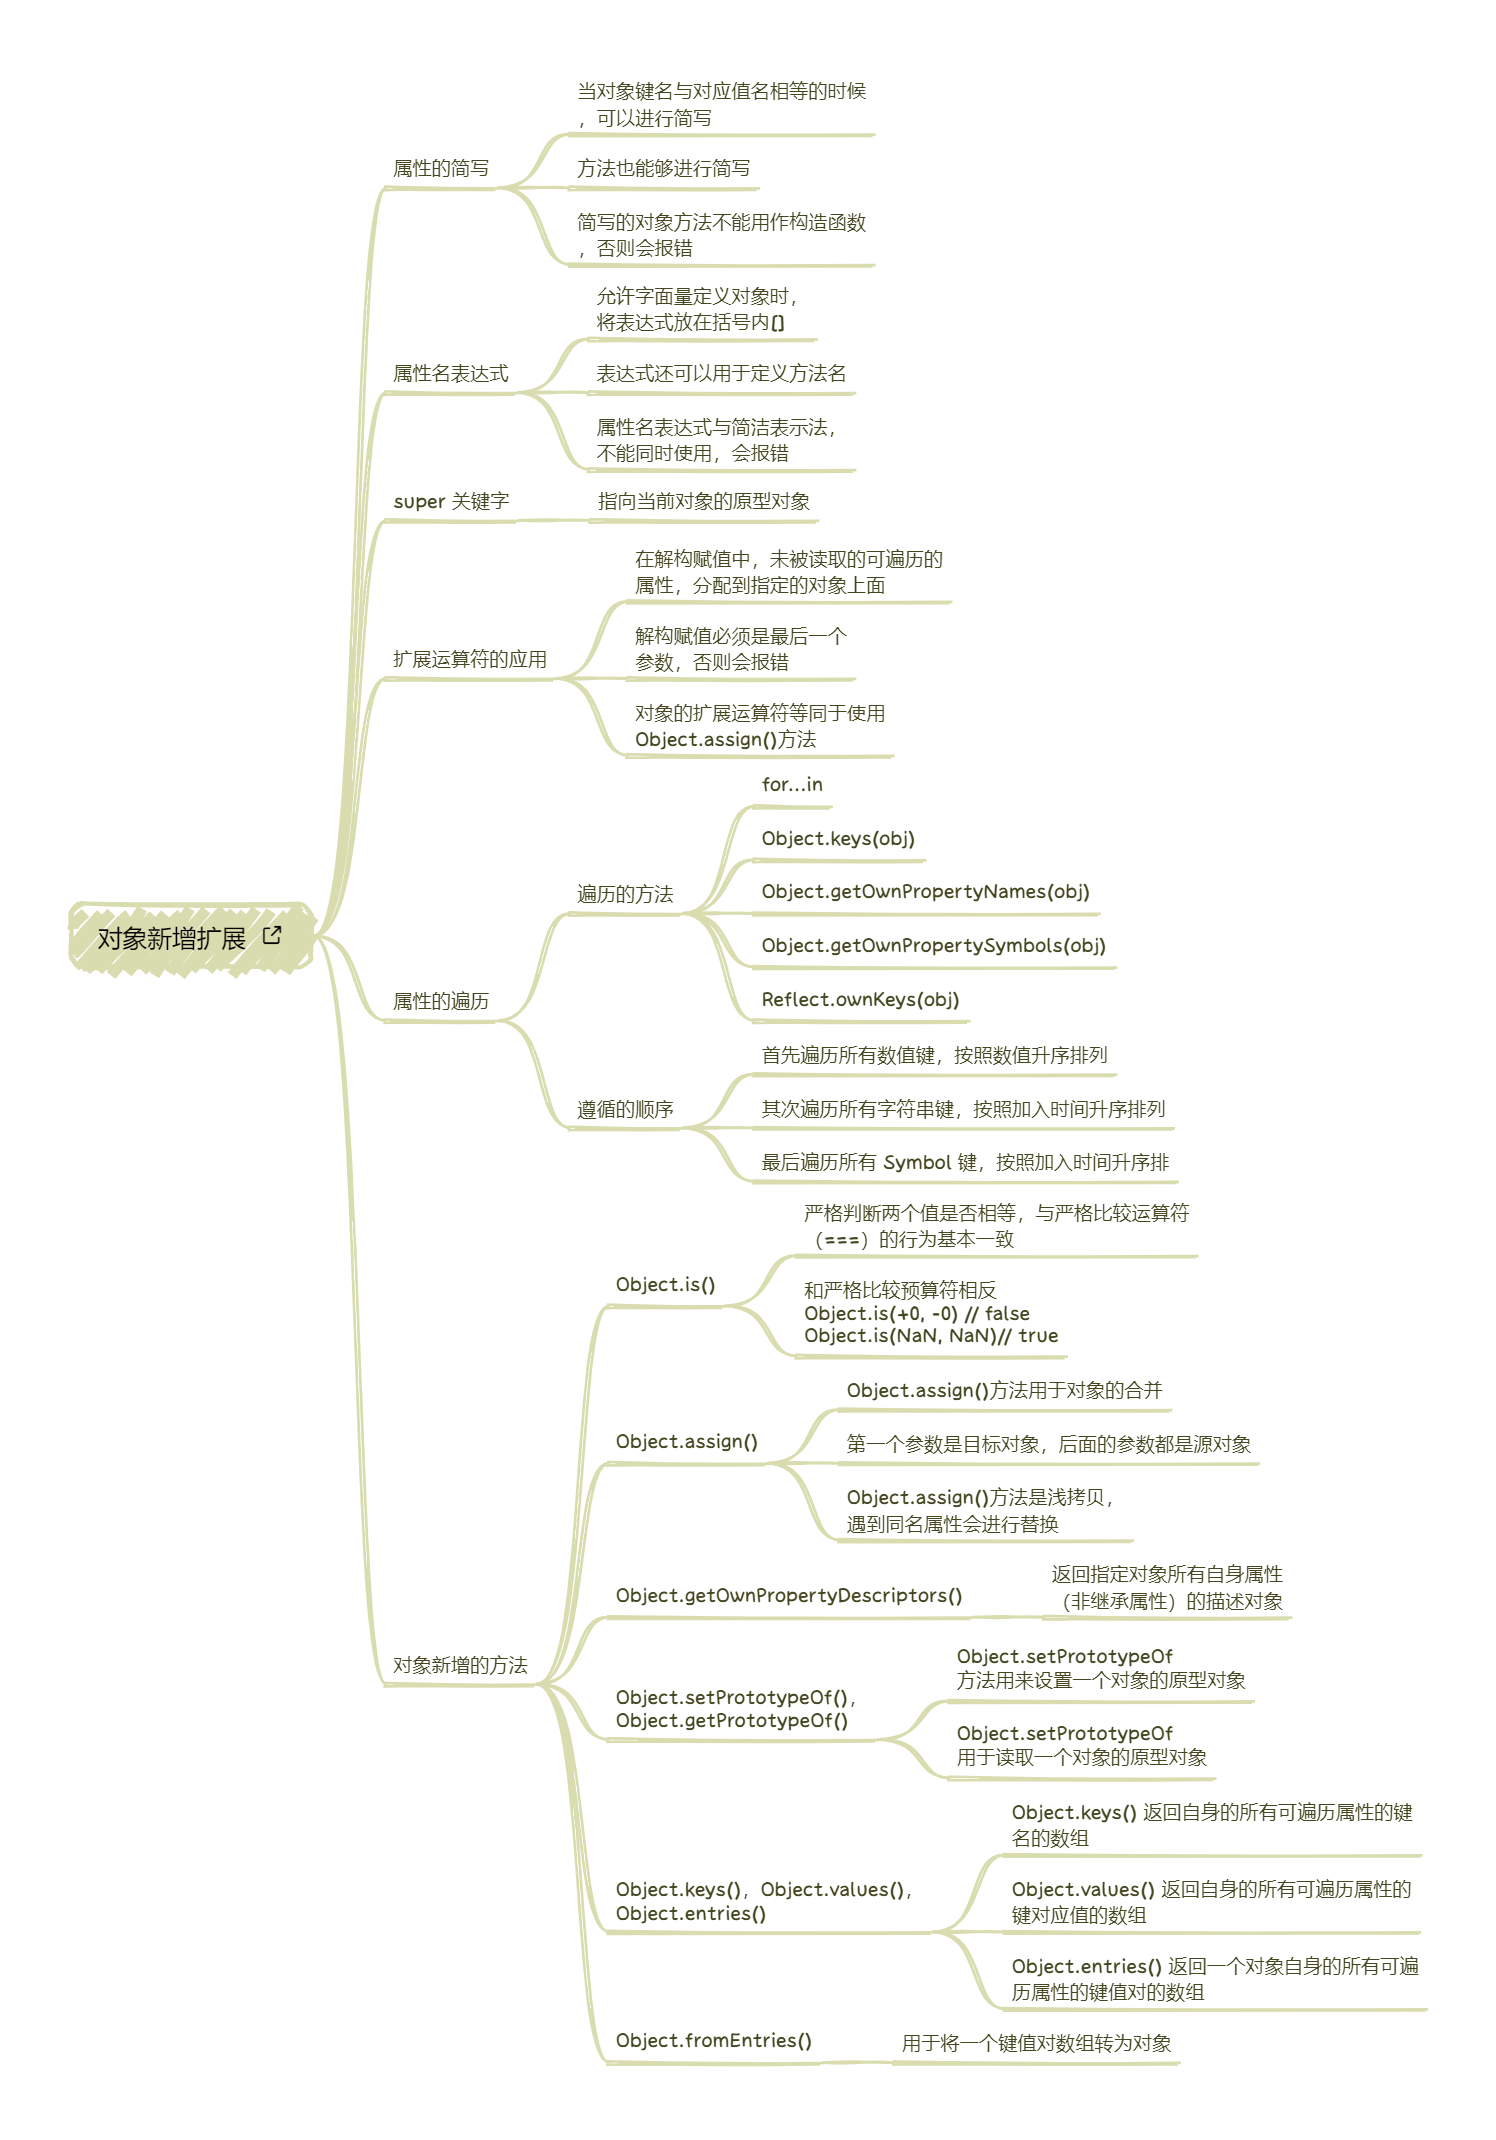 当对象键名与对应值名相等的时候
，可以进行简写
属性的简写
方法也能够进行简写
简写的对象方法不能用作构造函数
，否则会报错
允许字面量定义对象时，
将表达式放在括号内[]
属性名表达式
表达式还可以用于定义方法名
属性名表达式与简洁表示法，
不能同时使用，会报错
super 关键字
指向当前对象的原型对象
在解构赋值中，未被读取的可遍历的
属性，分配到指定的对象上面
扩展运算符的应用
解构赋值必须是最后一个
参数，否则会报错
对象的扩展运算符等同于使用
Object.assign()方法
对象新增扩展
属性的遍历
遍历的方法
for...in
Object.keys(obj)
Object.getOwnPropertyNames(obj)
Object.getOwnPropertySymbols(obj)
Reflect.ownKeys(obj)
遵循的顺序
首先遍历所有数值键，按照数值升序排列
其次遍历所有字符串键，按照加入时间升序排列
最后遍历所有 Symbol 键，按照加入时间升序排
对象新增的方法
Object.is()
严格判断两个值是否相等，与严格比较运算符
（===）的行为基本一致
和严格比较预算符相反
Object.is(+0, -0) // false
Object.is(NaN, NaN)// true
Object.assign()
Object.assign()方法用于对象的合并
第一个参数是目标对象，后面的参数都是源对象
Object.assign()方法是浅拷贝，
遇到同名属性会进行替换
Object.getOwnPropertyDescriptors()
返回指定对象所有自身属性
（非继承属性）的描述对象
Object.setPrototypeOf()，
Object.getPrototypeOf()
Object.setPrototypeOf
方法用来设置一个对象的原型对象
Object.setPrototypeOf
用于读取一个对象的原型对象
Object.keys()，Object.values()，
Object.entries()
Object.keys() 返回自身的所有可遍历属性的键
名的数组
Object.values() 返回自身的所有可遍历属性的
键对应值的数组
Object.entries() 返回一个对象自身的所有可遍
历属性的键值对的数组
Object.fromEntries()
用于将一个键值对数组转为对象